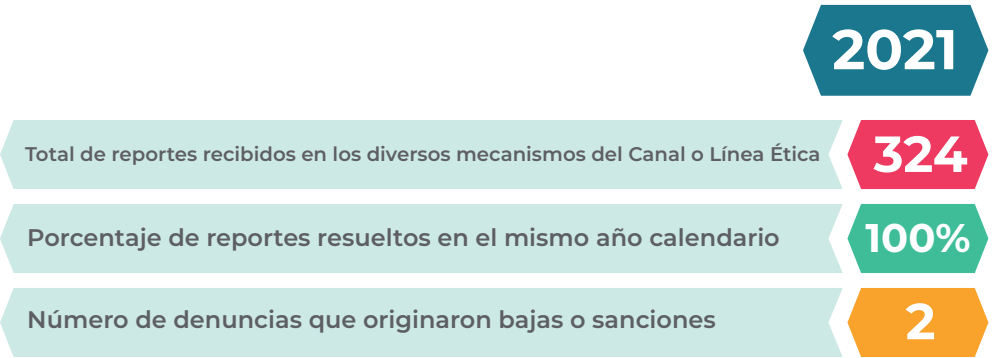 2021
Total de reportes recibidos en los diversos mecanismos del Canal o Línea Ética
324
Porcentaje de reportes resueltos en el mismo año calendario
100%
Número de denuncias que originaron bajas o sanciones
2